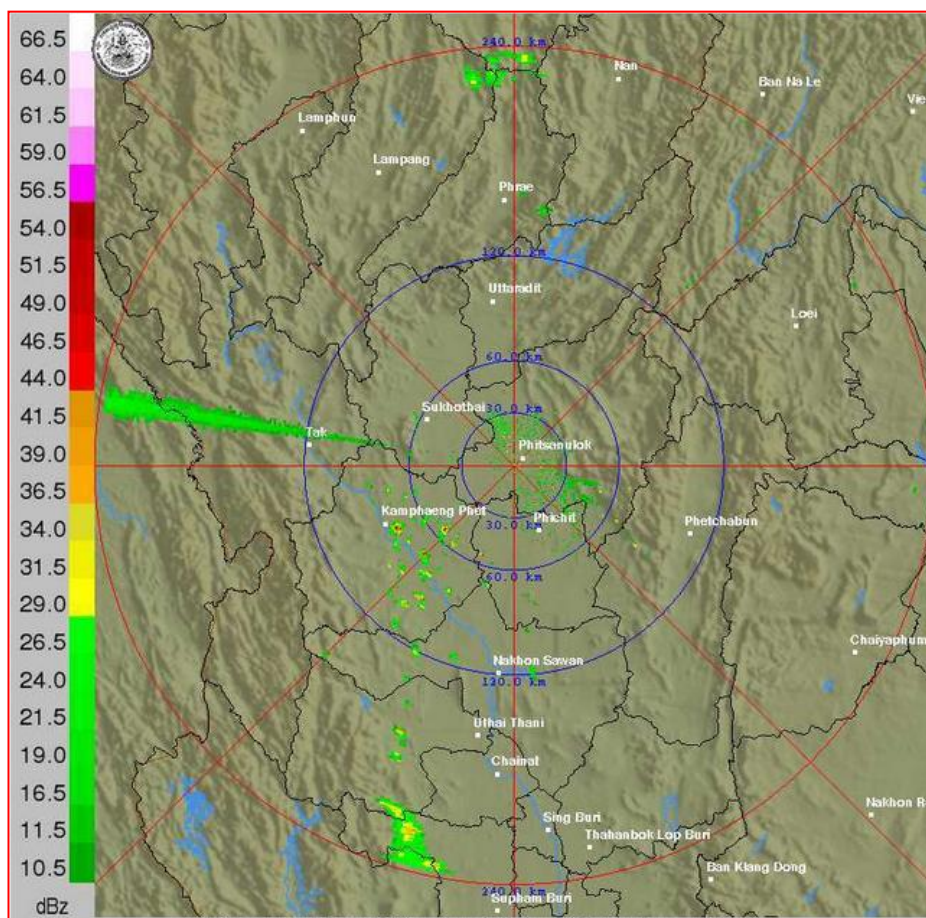 66.5
64.0
61.5
59.0
56.5
54.0
51.5
49.0
46.5
44.0
41.5
39.0
36.5
34.0
31.5
29.0
26.5
24.0
21.5
19.0
16.5
11.5
10.5
dBz
240.0 km
Nan
Ban Na Le
Vie
Lamphun
Lampang
Phrae
120.0 km
Uttaradit
Loei
60.0 km
Sukhothai
30.0 km
Tak
Phitsanulok
Kamphaeng Phet
30.0 km
Phichit
Phetchabun
60.0 km
Chaiyaphum
Nakhon Sawan
120.0 km
Uthai Thani
Chainat
Nakhon R
Sing Buri
Thahanbok Lop Buri
Ban Klang Dong
240.0 km
Supham Buri